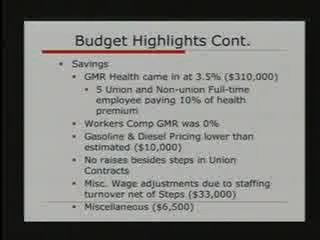 Budget Highlights Cont.
Savings
GMR Health came in at 3.5% ($310,000)
5 Union and Non-union Full-time
employee paying 10% of health
premium
Workers Comp GMR was 0%
Gasoline & Diesel Pricing lower than
estimated ($10,000)
No raises besides steps in Union
Contracts
Misc. Wage adjustments due to staffing
turnover net of Steps ($33,000)
Miscellaneous ($6,500)